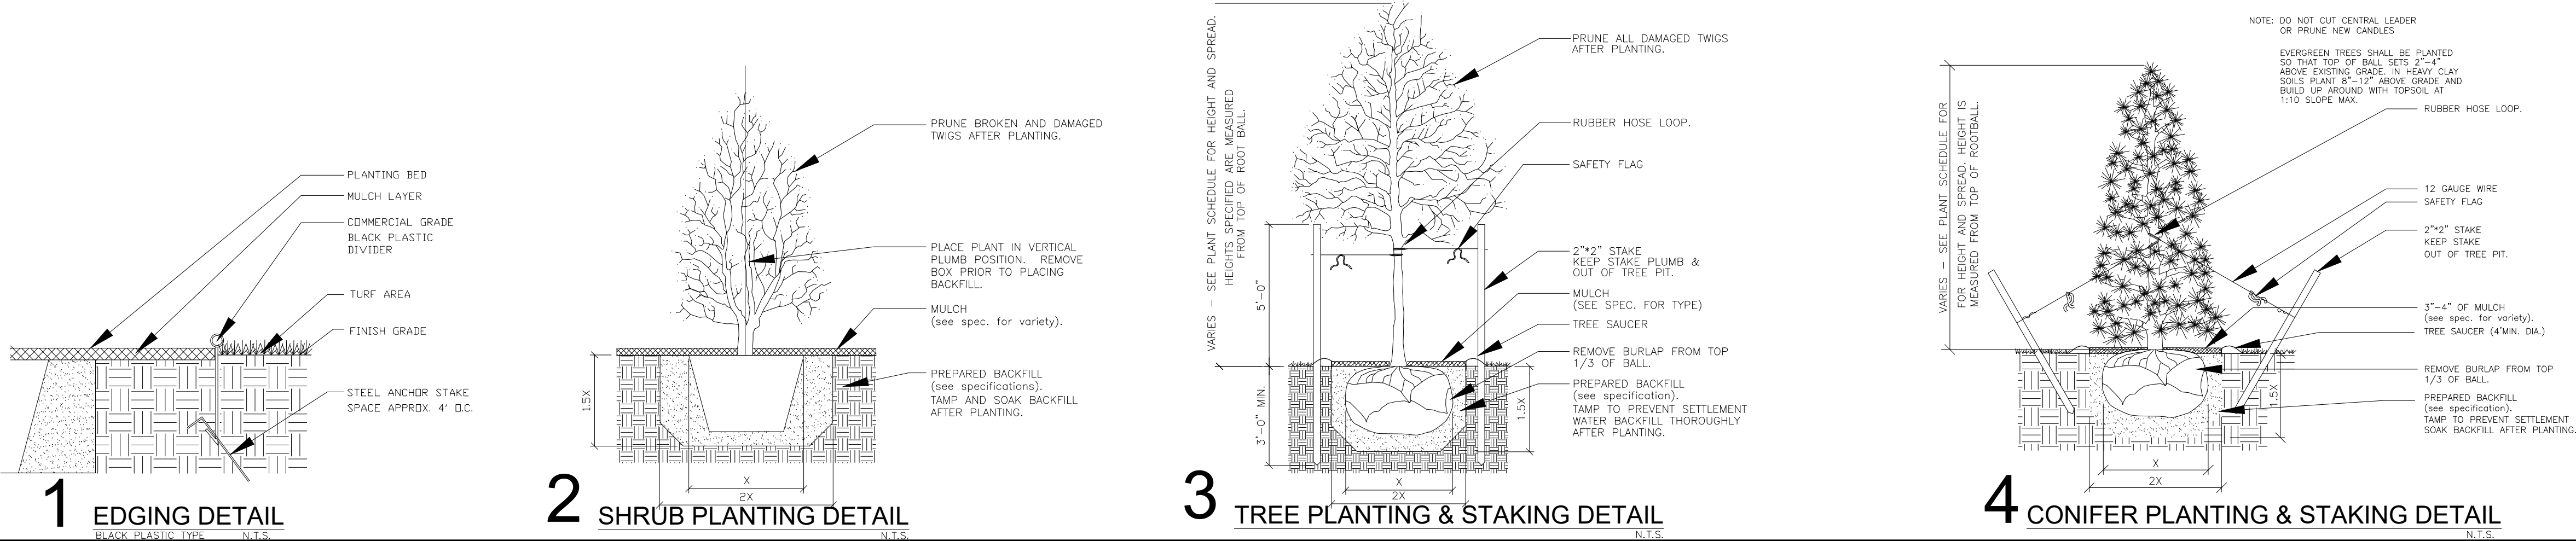 PLANTING BED
MULCH LAYER
COMMERCIAL GRADE
BLACK PLASTIC
DIVIDER
TURF AREA
FINISH GRADE
STEEL ANCHOR STAKE
SPACE APPROX. 4' O.C.
1
EDGING DETAIL
BLACK PLASTIC TYPE N.T.S.
PRUNE BROKEN AND DAMAGED
TWIGS AFTER PLANTING.
PLACE PLANT IN VERTICAL
PLUMB POSITION. REMOVE
BOX PRIOR TO PLACING
BACKFILL.
MULCH
(see spec. for variety).
PREPARED BACKFILL
(see specifications).
TAMP AND SOAK BACKFILL
AFTER PLANTING.
1.5X
X
2X
2
SHRUB PLANTING DETAIL
N.T.S.
VARIES - SEE PLANT SCHEDULE FOR HEIGHT AND SPREAD.
HEIGHTS SPECIFIED ARE MEASURED
FROM TOP OF ROOT BALL.
5'-0"
3'-0" MIN.
PRUNE ALL DAMAGED TWIGS
AFTER PLANTING.
RUBBER HOSE LOOP.
SAFETY FLAG
2"*2" STAKE
KEEP STAKE PLUMB &
OUT OF TREE PIT.
MULCH
(SEE SPEC. FOR TYPE)
TREE SAUCER
REMOVE BURLAP FROM TOP
1/3 OF BALL.
PREPARED BACKFILL
(see specification).
TAMP TO PREVENT SETTLEMENT
WATER BACKFILL THOROUGHLY
AFTER PLANTING.
1.5X
X
2X
3
TREE PLANTING & STAKING DETAIL
N.T.S.
NOTE: DO NOT CUT CENTRAL LEADER
OR PRUNE NEW CANDLES
EVERGREEN TREES SHALL BE PLANTED
SO THAT TOP OF BALL SETS 2"-4"
ABOVE EXISTING GRADE. IN HEAVY CLAY
SOILS PLANT 8"-12" ABOVE GRADE AND
BUILD UP AROUND WITH TOPSOIL AT
1:10 SLOPE MAX.
VARIES - SEE PLANT SCHEDULE FOR
FOR HEIGHT AND SPREAD. HEIGHT IS
MEASURED FROM TOP OF ROOTBALL.
RUBBER HOSE LOOP.
12 GAUGE WIRE
SAFETY FLAG
2"*2" STAKE
KEEP STAKE
OUT OF TREE PIT.
3"-4" OF MULCH
(see spec. for variety).
TREE SAUCER (4'MIN. DIA.)
REMOVE BURLAP FROM TOP
1/3 OF BALL.
PREPARED BACKFILL
(see specification).
TAMP TO PREVENT SETTLEMENT
SOAK BACKFILL AFTER PLANTING.
1.5X
X
2X
4
CONIFER PLANTING & STAKING DETAIL
N.T.S.